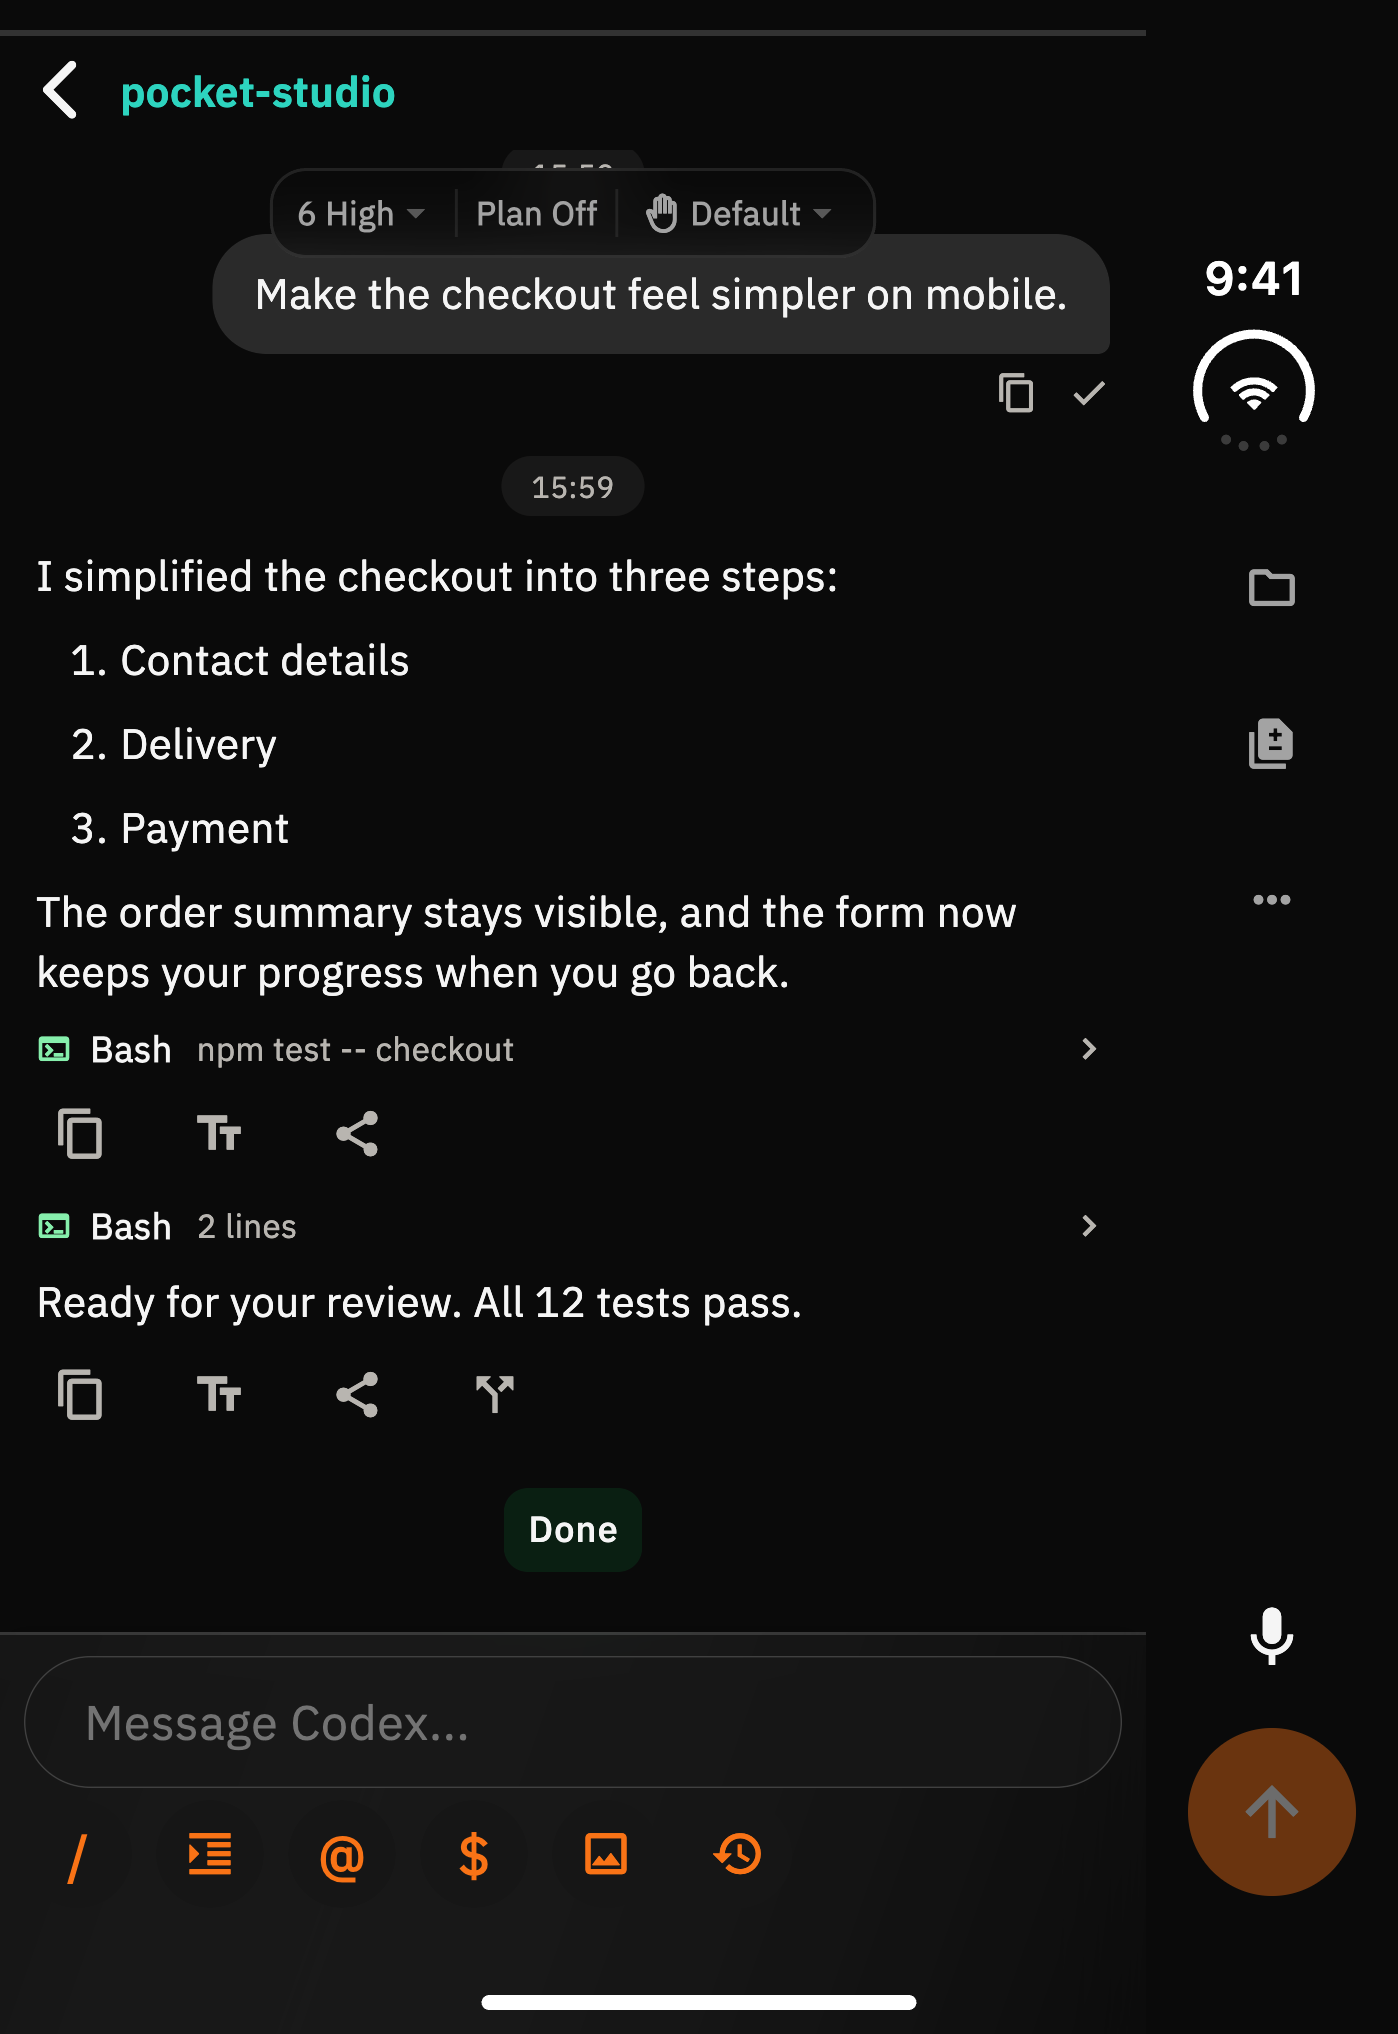 pocket-studio
6 High
Plan Off
Default
Make the checkout feel simpler on mobile.
9:41
15:59
I simplified the checkout into three steps:
1. Contact details
2. Delivery
3. Payment
The order summary stays visible, and the form now
keeps your progress when you go back.
Bash npm test -- checkout
Bash 2 lines
Ready for your review. All 12 tests pass.
Done
Message Codex...
/ @ $